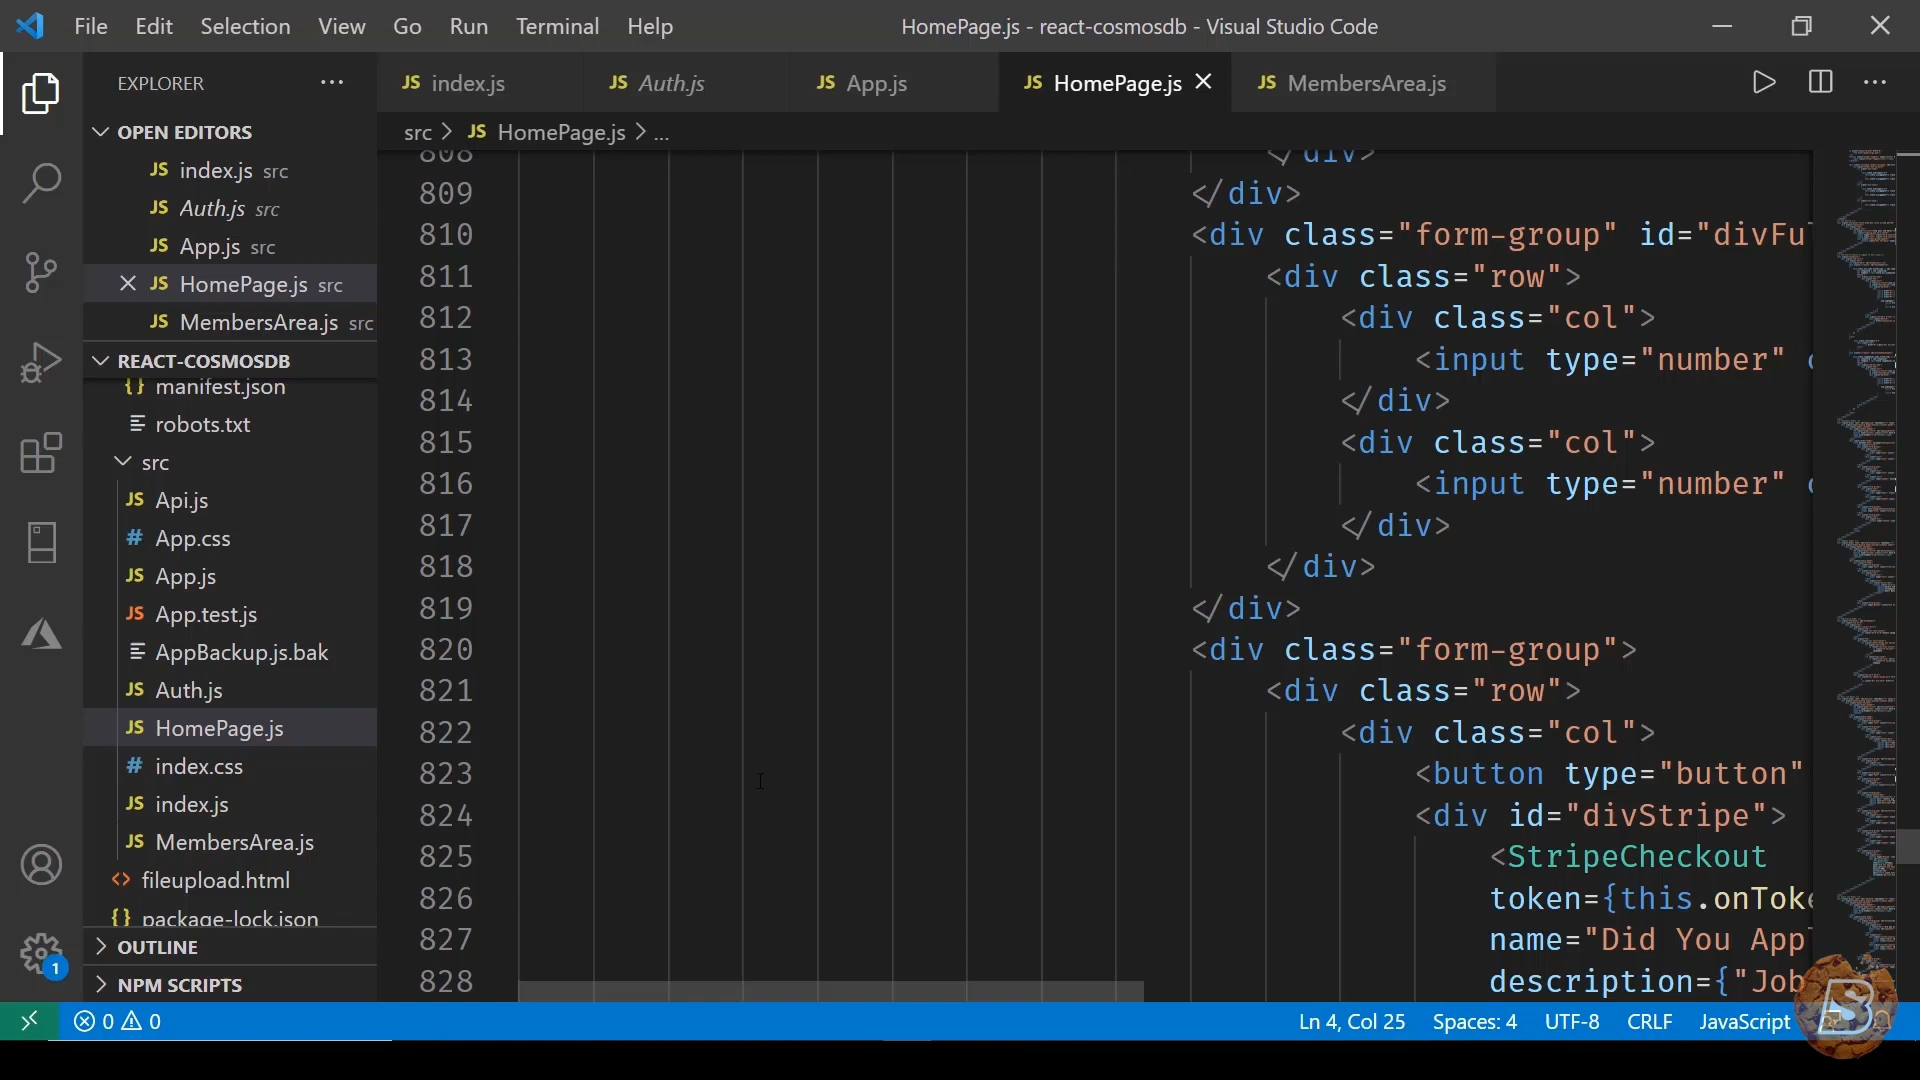 File Edit Selection View Go Run Terminal Help HomePage.js - react-cosmosdb - Visual Studio Code
EXPLORER
JS index.js JS Auth.js JS App.js JS HomePage.js JS MembersArea.js
src > JS HomePage.js > ...
OPEN EDITORS
JS index.js src
JS Auth.js src
JS App.js src
JS HomePage.js src
JS MembersArea.js src
REACT-COSMOSDB
{} manifest.json
robots.txt
src
JS Api.js
# App.css
JS App.js
JS App.test.js
AppBackup.js.bak
JS Auth.js
JS HomePage.js
# index.css
JS index.js
JS MembersArea.js
<> fileupload.html
{} package-lock.json
OUTLINE
NPM SCRIPTS
1
808 </div>
809 </div>
810 <div class="form-group" id="divFu
811 <div class="row">
812 <div class="col">
813 <input type="number" c
814 </div>
815 <div class="col">
816 <input type="number" c
817 </div>
818 </div>
819 </div>
820 <div class="form-group">
821 <div class="row">
822 <div class="col">
823 <button type="button"
824 <div id="divStripe">
825 <StripeCheckout
826 token={this.onToke
827 name="Did You App
828 description={"Job
0 0 Ln 4, Col 25 Spaces: 4 UTF-8 CRLF JavaScript